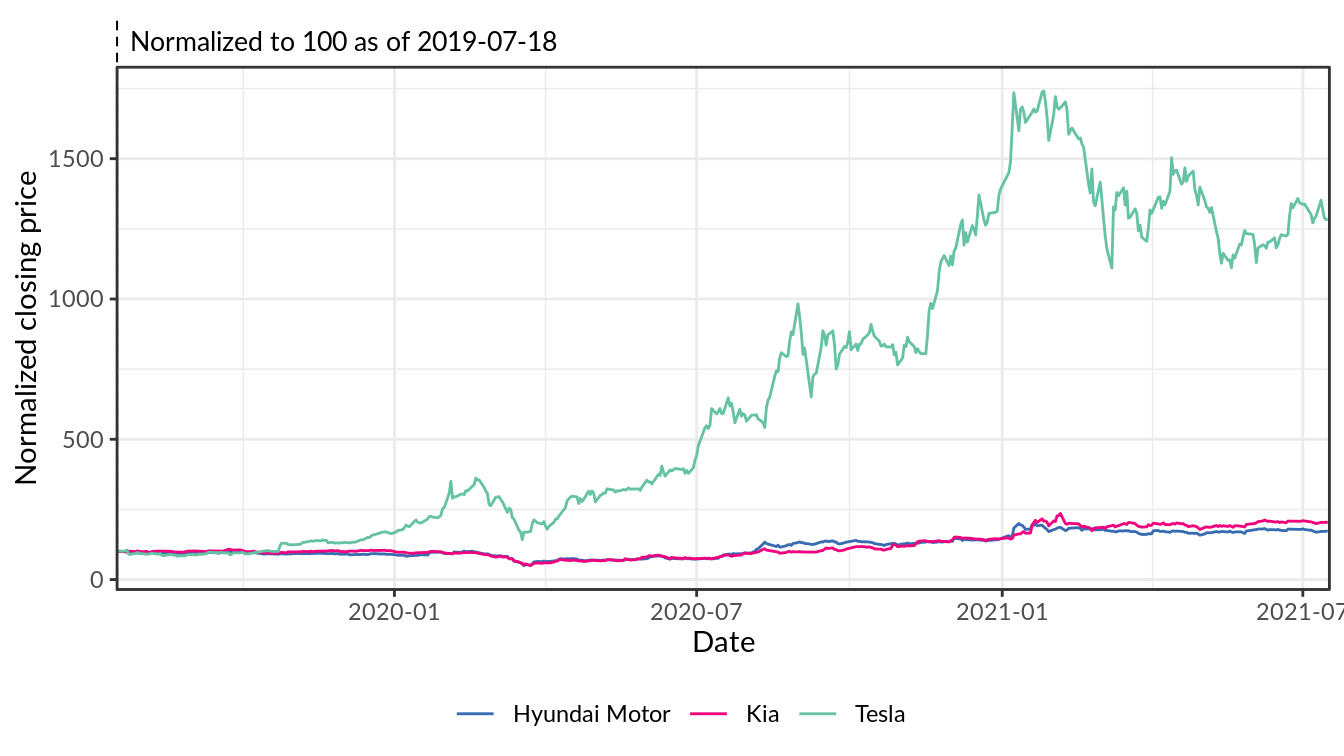 Normalized to 100 as of 2019-07-18
Normalized closing price
1500
1000
500
0
2020-01 2020-07 2021-01 2021-07
Date
Hyundai Motor Kia Tesla